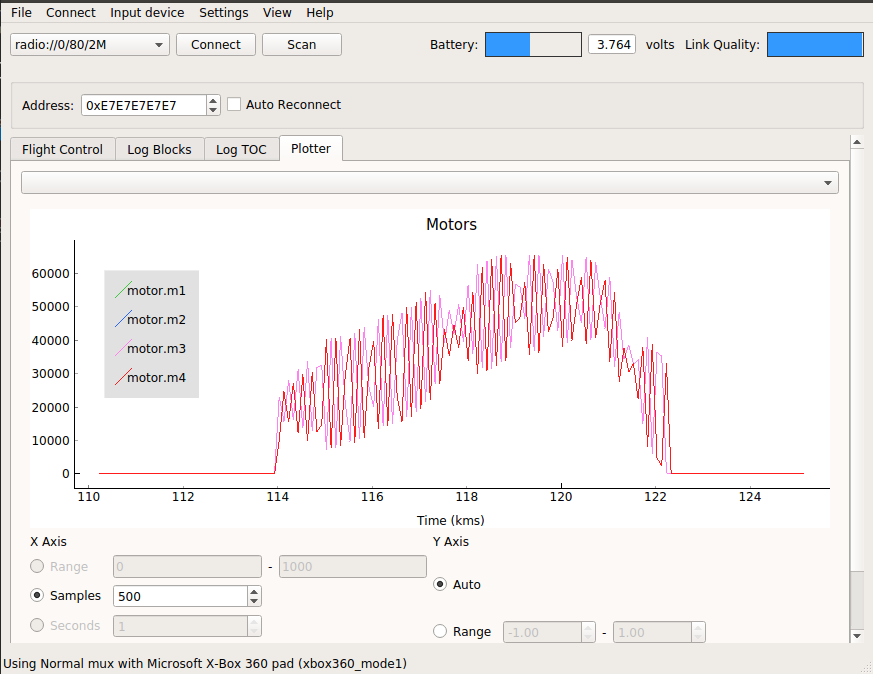 File Connect Input device Settings View Help
radio://0/80/2M Connect Scan Battery: 3.764 volts Link Quality:
Address: 0xE7E7E7E7E7 Auto Reconnect
Flight Control Log Blocks Log TOC Plotter
Motors
60000
50000
40000
30000
20000
10000
0
motor.m1
motor.m2
motor.m3
motor.m4
110 112 114 116 118 120 122 124
Time (kms)
X Axis Y Axis
Range 0 - 1000
Auto
Samples 500
Seconds 1
Range -1.00 - 1.00
Using Normal mux with Microsoft X-Box 360 pad (xbox360_mode1)